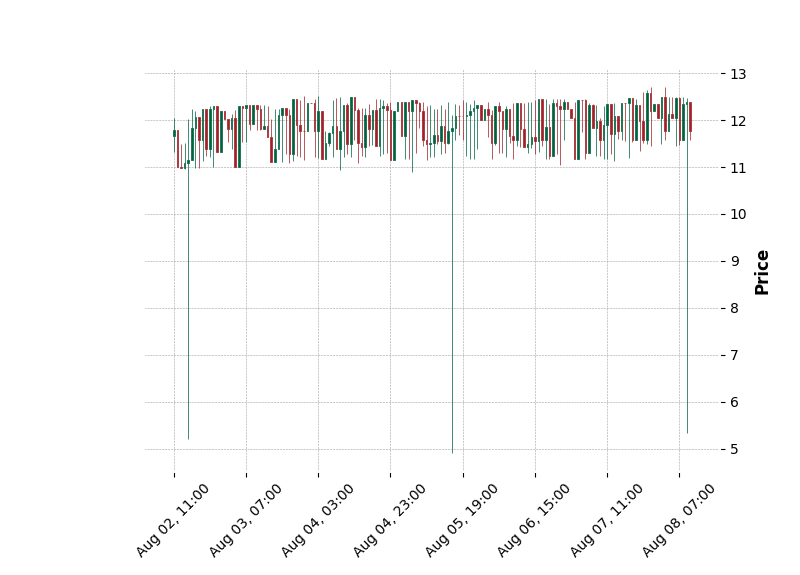 13
12
11
10
9
8
7
6
5
Price
Aug 02, 11:00
Aug 03, 07:00
Aug 04, 03:00
Aug 04, 23:00
Aug 05, 19:00
Aug 06, 15:00
Aug 07, 11:00
Aug 08, 07:00